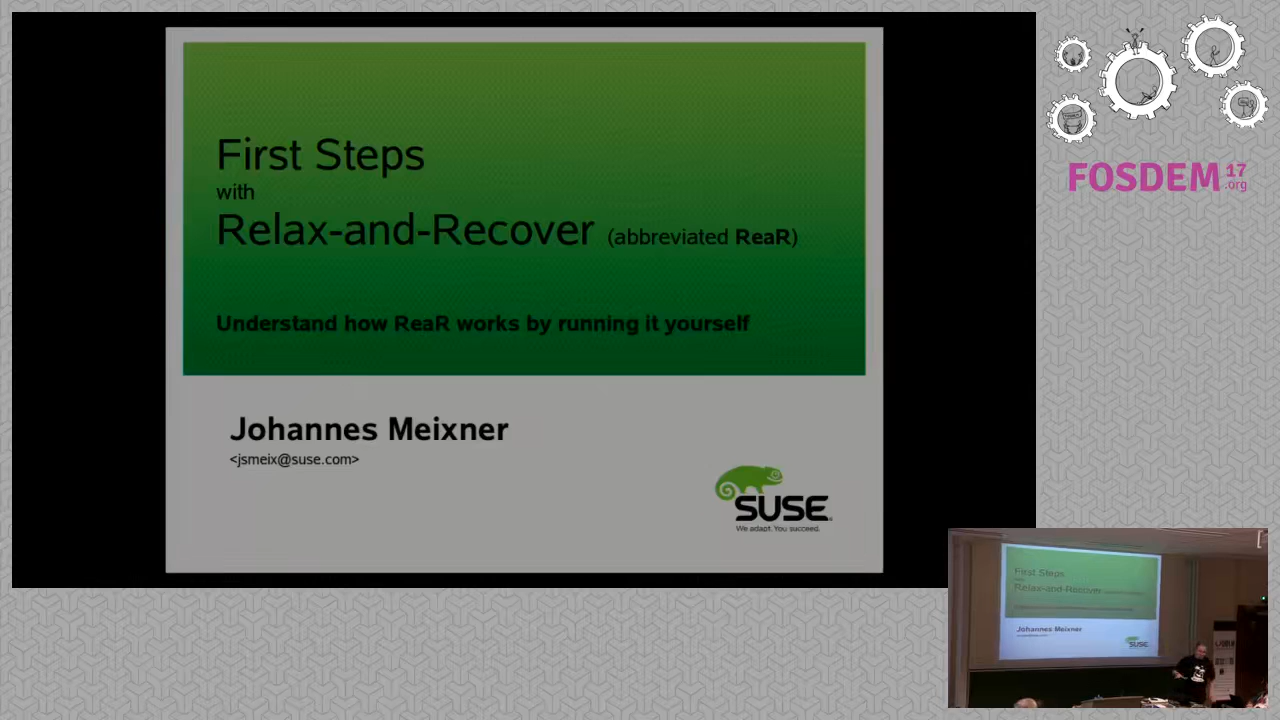 First Steps
with
Relax-and-Recover (abbreviated ReaR)
Understand how ReaR works by running it yourself
Johannes Meixner
<jsmeix@suse.com>
SUSE
We adapt. You succeed.
FOSDEM 17
.org
First Steps
Relax-and-Recover
Johannes Meixner
SUSE